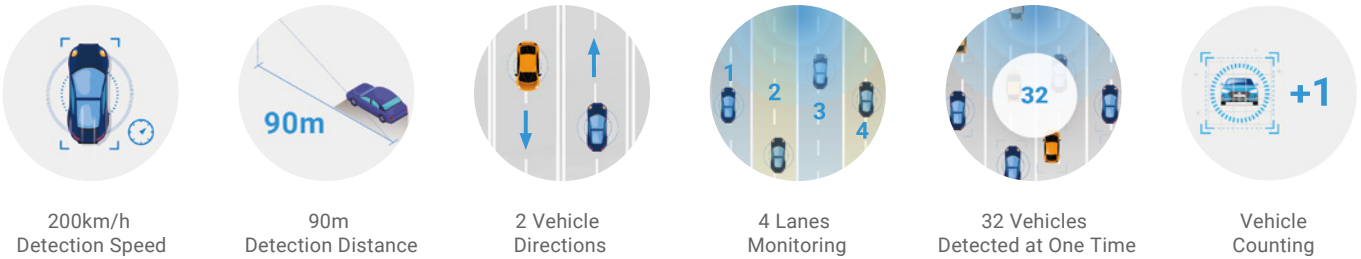 90m
1
2
3
4
32
+1
200km/h
Detection Speed
90m
Detection Distance
2 Vehicle
Directions
4 Lanes
Monitoring
32 Vehicles
Detected at One Time
Vehicle
Counting